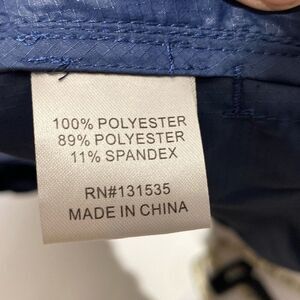 100% POLYESTER
89% POLYESTER
11% SPANDEX
RN#131535
MADE IN CHINA